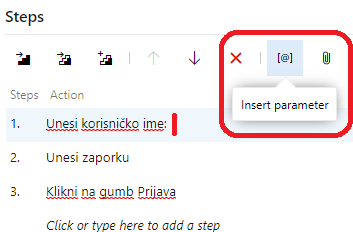 Steps
[@]
Steps Action
Insert parameter
1. Unesi korisničko ime:
2. Unesi zaporku
3. Klikni na gumb Prijava
Click or type here to add a step